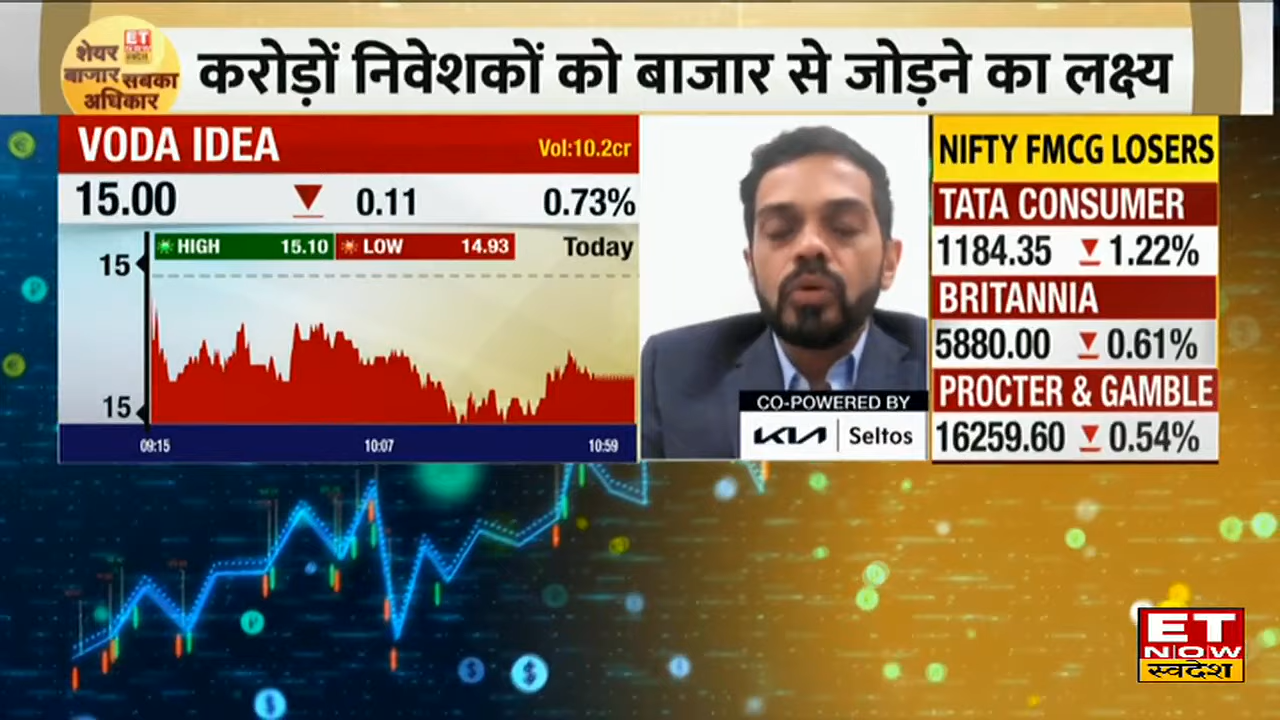 शेयर
ET
NOW
स्वदेश
बाजार सबका
अधिकार
करोड़ों निवेशकों को बाजार से जोड़ने का लक्ष्य
VODA IDEA
Vol:10.2cr
15.00 0.11 0.73%
HIGH 15.10 LOW 14.93 Today
15
15
09:15 10:07 10:59
CO-POWERED BY
KIA Seltos
NIFTY FMCG LOSERS
TATA CONSUMER
1184.35 1.22%
BRITANNIA
5880.00 0.61%
PROCTER & GAMBLE
16259.60 0.54%
ET
NOW
स्वदेश